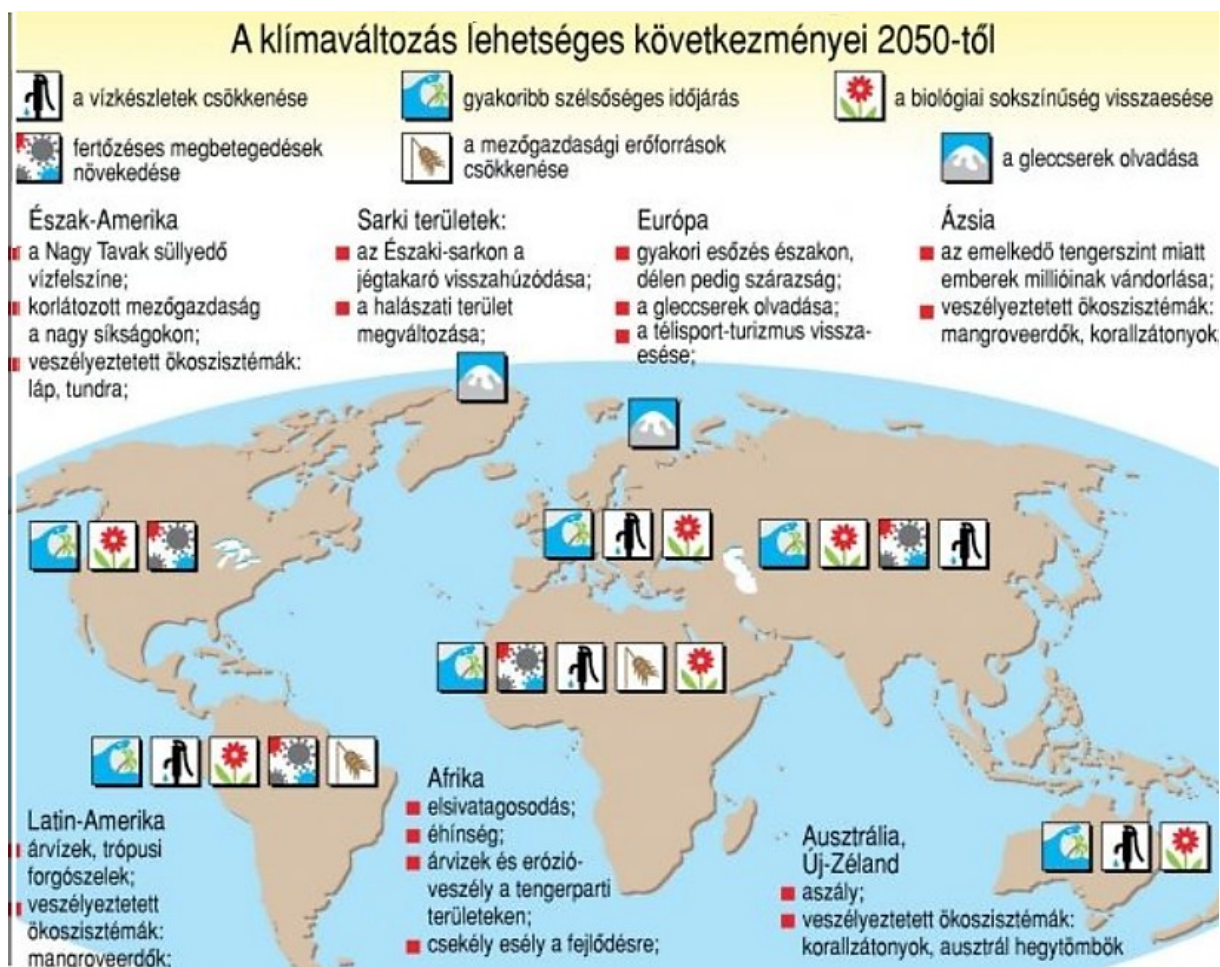 A klímaváltozás lehetséges következményei 2050-től
a vízkészletek csökkenése
gyakoribb szélsőséges időjárás
a biológiai sokszínűség visszaesése
fertőzéses megbetegedések
növekedése
a mezőgazdasági erőforrások
csökkenése
a gleccserek olvadása
Észak-Amerika
a Nagy Tavak süllyedő
vízfelszíne;
korlátozott mezőgazdaság
a nagy síkságokon;
veszélyeztetett ökoszisztémák:
láp, tundra;
Sarki területek:
az Északi-sarkon a
jégtakaró visszahúzódása;
a halászati terület
megváltozása;
Európa
gyakori esőzés északon,
délen pedig szárazság;
a gleccserek olvadása;
a télisport-turizmus vissza-
esése;
Ázsia
az emelkedő tengerszint miatt
emberek millióinak vándorlása;
veszélyeztetett ökoszisztémák:
mangroveerdők, korallzátonyok
Latin-Amerika
árvízek, trópusi
forgószelek;
veszélyeztetett
ökoszisztémák:
mangroveerdők;
Afrika
elsivatagosodás;
éhínség;
árvizek és erózió-
veszély a tengerparti
területeken;
csekély esély a fejlődésre;
Ausztrália,
Új-Zéland
aszály;
veszélyeztetett ökoszisztémák:
korallzátonyok, ausztrál hegytömbök